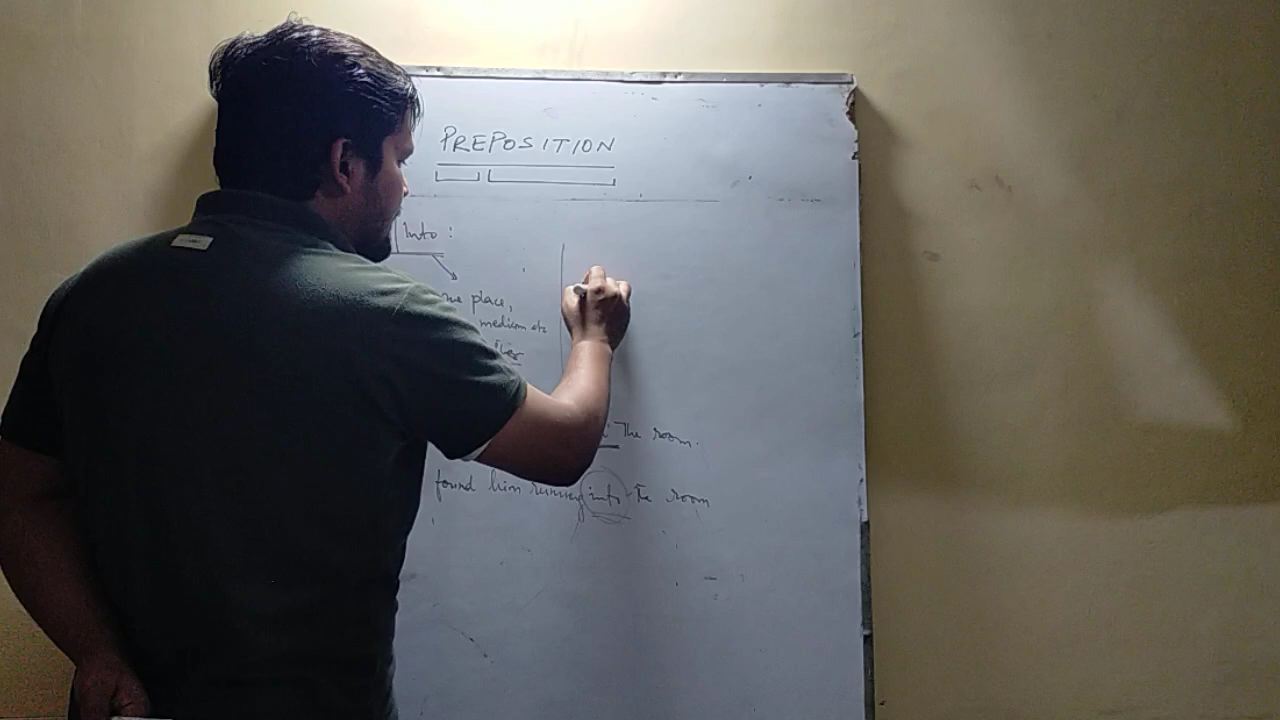 PREPOSITION
Into :
place,
medium etc
the room.
found him running into the room